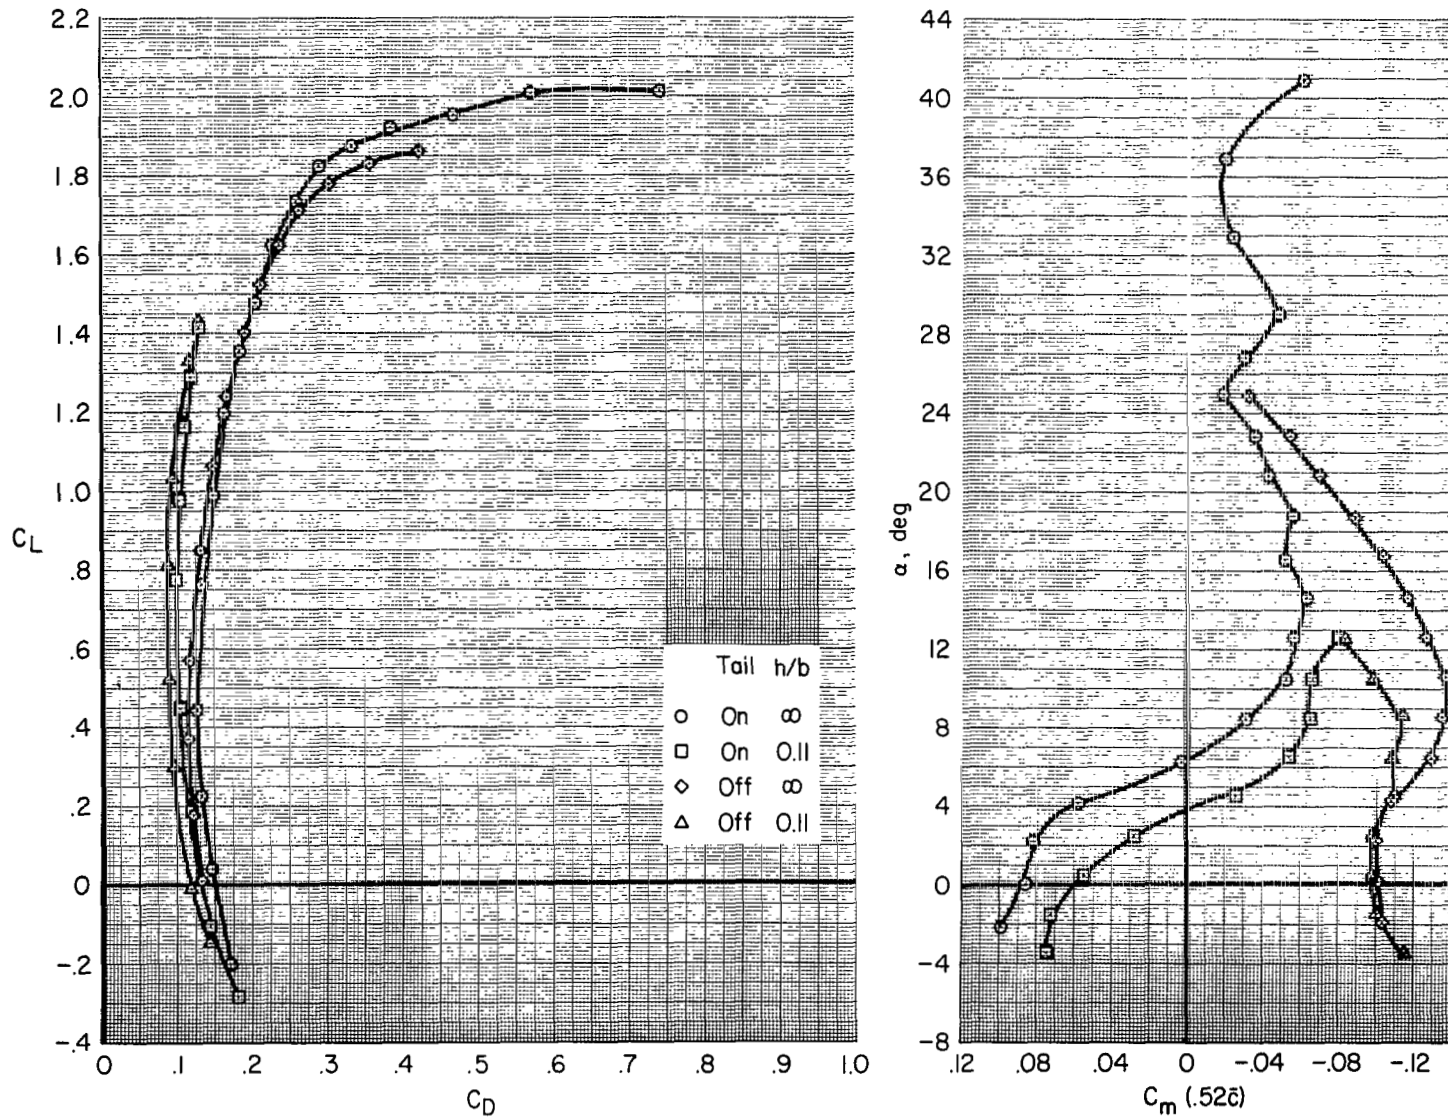 2.2
2.0
1.8
1.6
1.4
1.2
1.0
.8
.6
.4
.2
0
-.2
-.4
C_L
0 .1 .2 .3 .4 .5 .6 .7 .8 .9 1.0
C_D
Tail h/b
On ∞
On 0.11
Off ∞
Off 0.11
44
40
36
32
28
24
20
16
12
8
4
0
-4
-8
α, deg
.12 .08 .04 0 -.04 -.08 -.12
C_m (.52c̄)